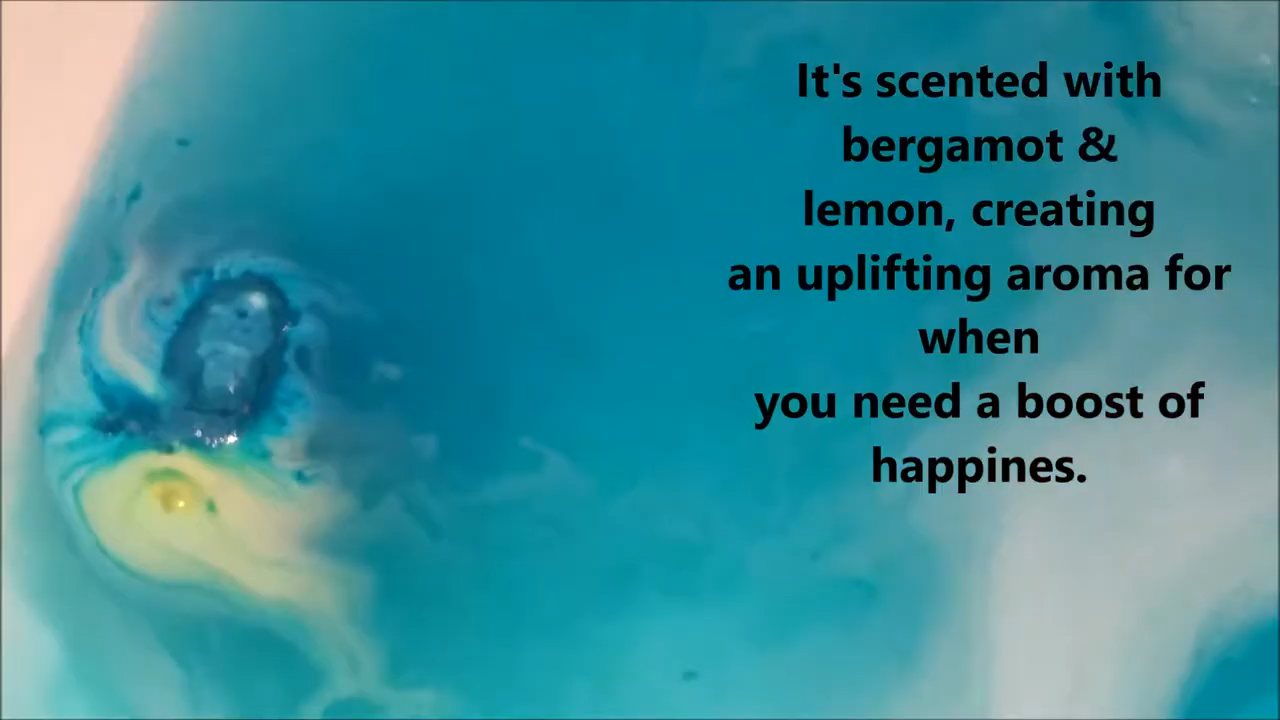 It's scented with
bergamot &
lemon, creating
an uplifting aroma for
when
you need a boost of
happines.